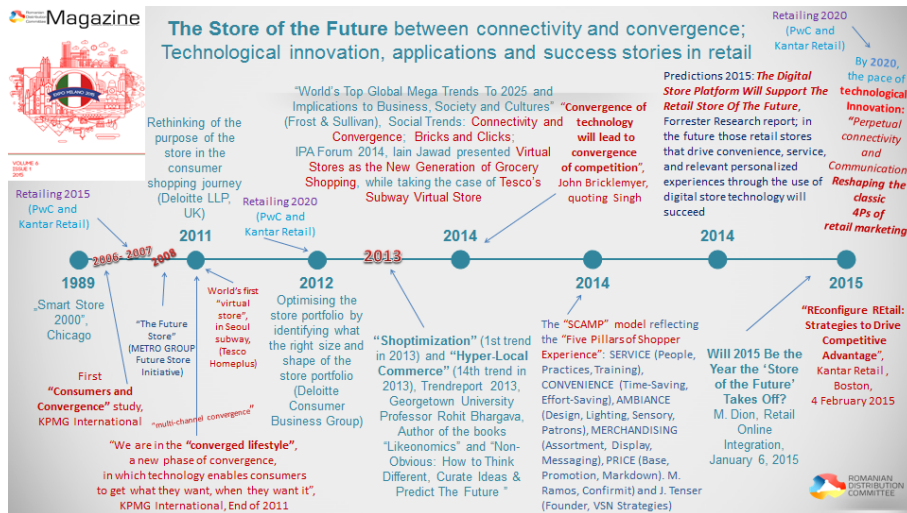 ROMANIAN
DISTRIBUTION
COMMITTEE
Magazine
EXPO MILANO 2015
VOLUME 6
ISSUE 1
2015
The Store of the Future between connectivity and convergence;
Technological innovation, applications and success stories in retail
Retailing 2020
(PwC and
Kantar Retail)
By 2020,
the pace of
technological
Innovation:
“Perpetual
connectivity
and
Communication
Reshaping the
classic
4Ps of
retail marketing
Rethinking of the
purpose of the
store in the
consumer
shopping journey
(Deloitte LLP,
UK)
2011
“World’s Top Global Mega Trends To 2025 and
Implications to Business, Society and Cultures”
(Frost & Sullivan), Social Trends: Connectivity and
Convergence; Bricks and Clicks;
IPA Forum 2014, Iain Jawad presented Virtual
Stores as the New Generation of Grocery
Shopping, while taking the case of Tesco’s
Subway Virtual Store
“Convergence of
technology
will lead to
convergence
of competition”,
John Bricklemyer,
quoting Singh
2014
Predictions 2015: The Digital
Store Platform Will Support The
Retail Store Of The Future,
Forrester Research report; in
the future those retail stores
that drive convenience, service,
and relevant personalized
experiences through the use of
digital store technology will
succeed
2014
Retailing 2015
(PwC and
Kantar Retail)
Retailing 2020
(PwC and
Kantar Retail)
2006- 2007
2008
2013
1989
„Smart Store
2000”,
Chicago
First
“Consumers and
Convergence” study,
KPMG International
“The Future
Store”
(METRO GROUP
Future Store
Initiative)
World’s first
“virtual
store”,
in Seoul
subway,
(Tesco
Homeplus)
“multi-channel convergence”
“We are in the “converged lifestyle”,
a new phase of convergence,
in which technology enables consumers
to get what they want, when they want it”,
KPMG International, End of 2011
2012
Optimising the
store portfolio by
identifying what
the right size and
shape of the
store portfolio
(Deloitte
Consumer
Business Group)
“Shoptimization” (1st trend
in 2013) and “Hyper-Local
Commerce” (14th trend in
2013), Trendreport 2013,
Georgetown University
Professor Rohit Bhargava,
Author of the books
“Likeonomics” and “Non-
Obvious: How to Think
Different, Curate Ideas &
Predict The Future ”
2014
The “SCAMP” model reflecting
the “Five Pillars of Shopper
Experience”: SERVICE (People,
Practices, Training),
CONVENIENCE (Time-Saving,
Effort-Saving), AMBIANCE
(Design, Lighting, Sensory,
Patrons), MERCHANDISING
(Assortment, Display,
Messaging), PRICE (Base,
Promotion, Markdown). M.
Ramos, Confirmit) and J. Tenser
(Founder, VSN Strategies)
Will 2015 Be the
Year the ‘Store
of the Future’
Takes Off?
M. Dion, Retail
Online
Integration,
January 6, 2015
2015
“REconfigure REtail:
Strategies to Drive
Competitive
Advantage”,
Kantar Retail ,
Boston,
4 February 2015
ROMANIAN
DISTRIBUTION
COMMITTEE